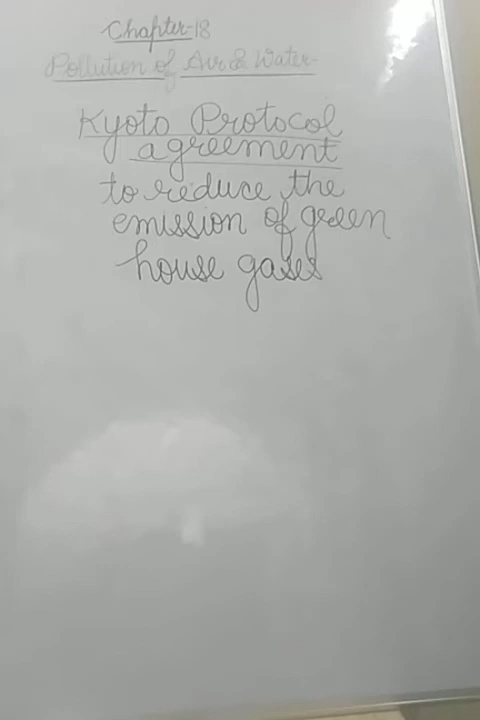 Chapter-18
Pollution of Air & Water-
Kyoto Protocol
agreement
to reduce the
emission of green
house gases